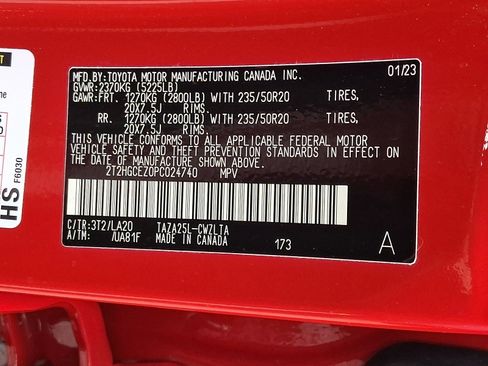 MFD.BY:TOYOTA MOTOR MANUFACTURING CANADA INC. 01/23
GVWR:2370KG (5225LB)
GAWR:FRT. 1270KG (2800LB) WITH 235/50R20 TIRES,
20X7.5J RIMS.
RR. 1270KG (2800LB) WITH 235/50R20 TIRES,
20X7.5J RIMS.
THIS VEHICLE CONFORMS TO ALL APPLICABLE FEDERAL MOTOR
VEHICLE SAFETY AND THEFT PREVENTION STANDARDS IN EFFECT
ON THE DATE OF MANUFACTURE SHOWN ABOVE.
2T2HGCEZ0PC024740 MPV
C/TR:3T2/LA20 TAZA25L-CWZLTA
A/TM: /UA81F MADE IN CANADA 173 A
HS
F6030